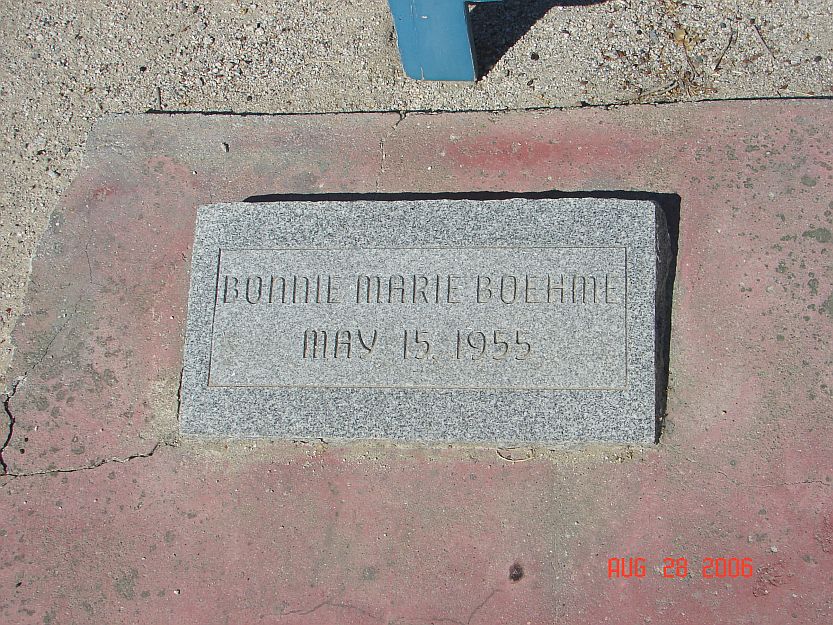 BONNIE MARIE BOEHME
MAY 15, 1955
AUG 28 2006